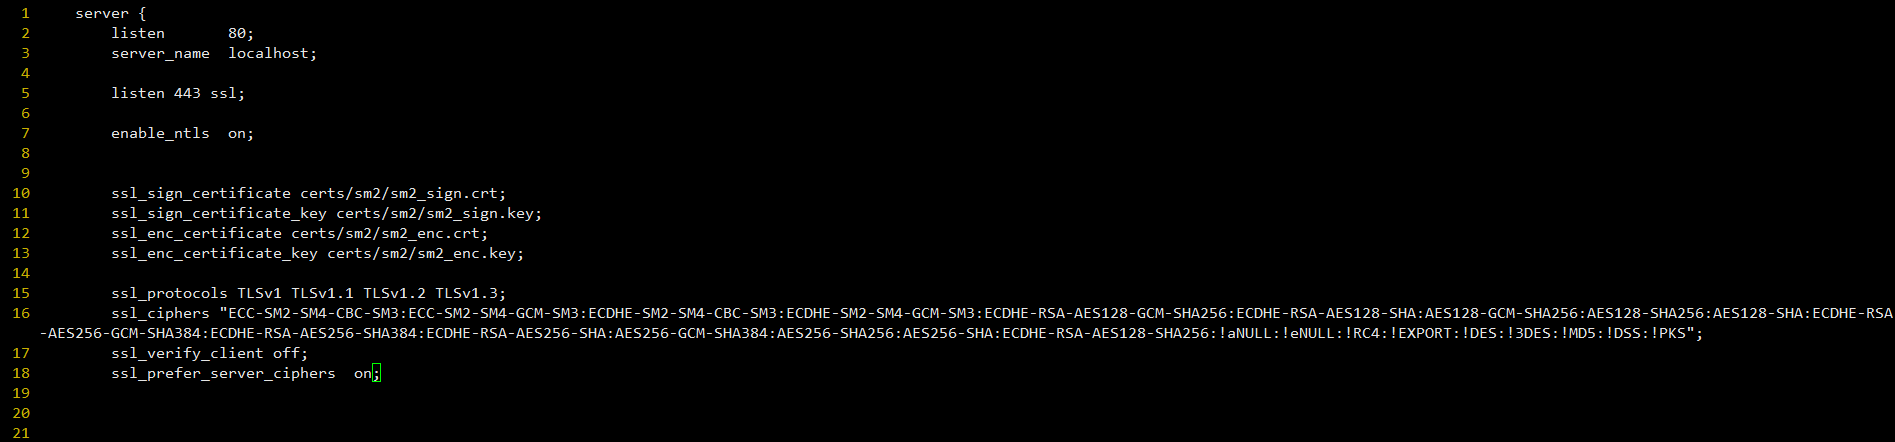 1     server {
2         listen       80;
3         server_name  localhost;
4
5         listen 443 ssl;
6
7         enable_ntls  on;
8
9
10         ssl_sign_certificate certs/sm2/sm2_sign.crt;
11         ssl_sign_certificate_key certs/sm2/sm2_sign.key;
12         ssl_enc_certificate certs/sm2/sm2_enc.crt;
13         ssl_enc_certificate_key certs/sm2/sm2_enc.key;
14
15         ssl_protocols TLSv1 TLSv1.1 TLSv1.2 TLSv1.3;
16         ssl_ciphers "ECC-SM2-SM4-CBC-SM3:ECC-SM2-SM4-GCM-SM3:ECDHE-SM2-SM4-CBC-SM3:ECDHE-SM2-SM4-GCM-SM3:ECDHE-RSA-AES128-GCM-SHA256:ECDHE-RSA-AES128-SHA:AES128-GCM-SHA256:AES128-SHA256:AES128-SHA:ECDHE-RSA
-AES256-GCM-SHA384:ECDHE-RSA-AES256-SHA384:ECDHE-RSA-AES256-SHA:AES256-GCM-SHA384:AES256-SHA256:AES256-SHA:ECDHE-RSA-AES128-SHA256:!aNULL:!eNULL:!RC4:!EXPORT:!DES:!3DES:!MD5:!DSS:!PKS";
17         ssl_verify_client off;
18         ssl_prefer_server_ciphers  on;
19
20
21